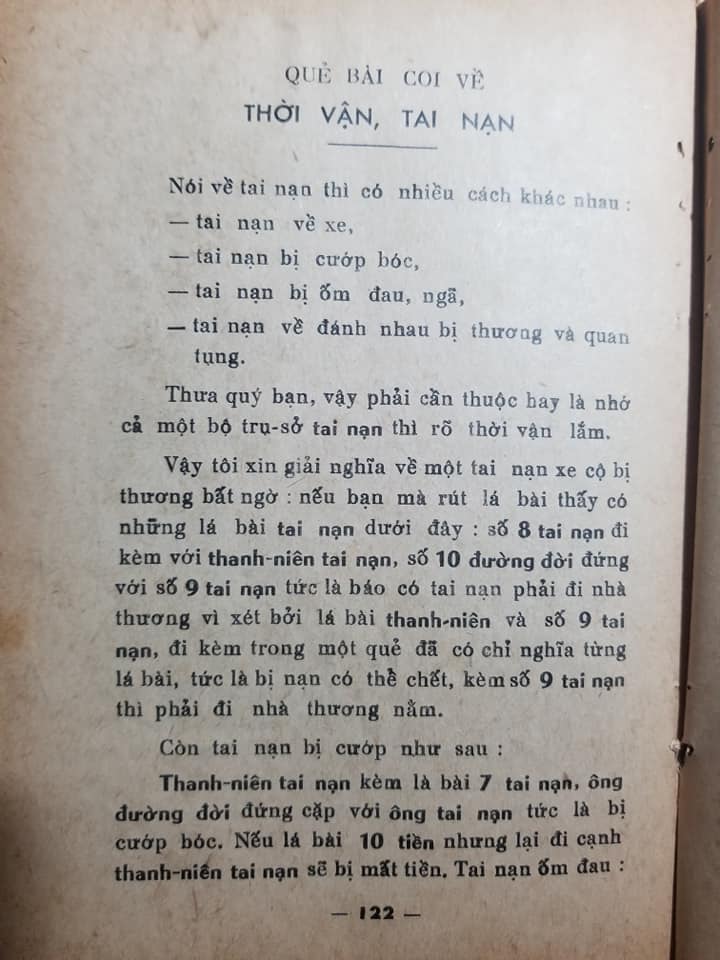 QUẺ BÀI COI VỀ
THỜI VẬN, TAI NẠN
Nói về tai nạn thì có nhiều cách khác nhau :
— tai nạn về xe,
— tai nạn bị cướp bóc,
— tai nạn bị ốm đau, ngã,
— tai nạn về đánh nhau bị thương và quan
tụng.
Thưa quý bạn, vậy phải cần thuộc hay là nhớ
cả một bộ trụ-sở tai nạn thì rõ thời vận lắm.
Vậy tôi xin giải nghĩa về một tai nạn xe cộ bị
thương bất ngờ : nếu bạn mà rút lá bài thấy có
những lá bài tai nạn dưới đây : số 8 tai nạn đi
kèm với thanh-niên tai nạn, số 10 đường đời đứng
với số 9 tai nạn tức là báo có tai nạn phải đi nhà
thương vì xét bởi lá bài thanh-niên và số 9 tai
nạn, đi kèm trong một quẻ đã có chỉ nghĩa từng
lá bài, tức là bị nạn có thể chết, kèm số 9 tai nạn
thì phải đi nhà thương nằm.
Còn tai nạn bị cướp như sau :
Thanh-niên tai nạn kèm là bài 7 tai nạn, ông
đường đời đứng cặp với ông tai nạn tức là bị
cướp bóc. Nếu lá bài 10 tiền nhưng lại đi cạnh
thanh-niên tai nạn sẽ bị mất tiền. Tai nạn ốm đau :
— 122 —